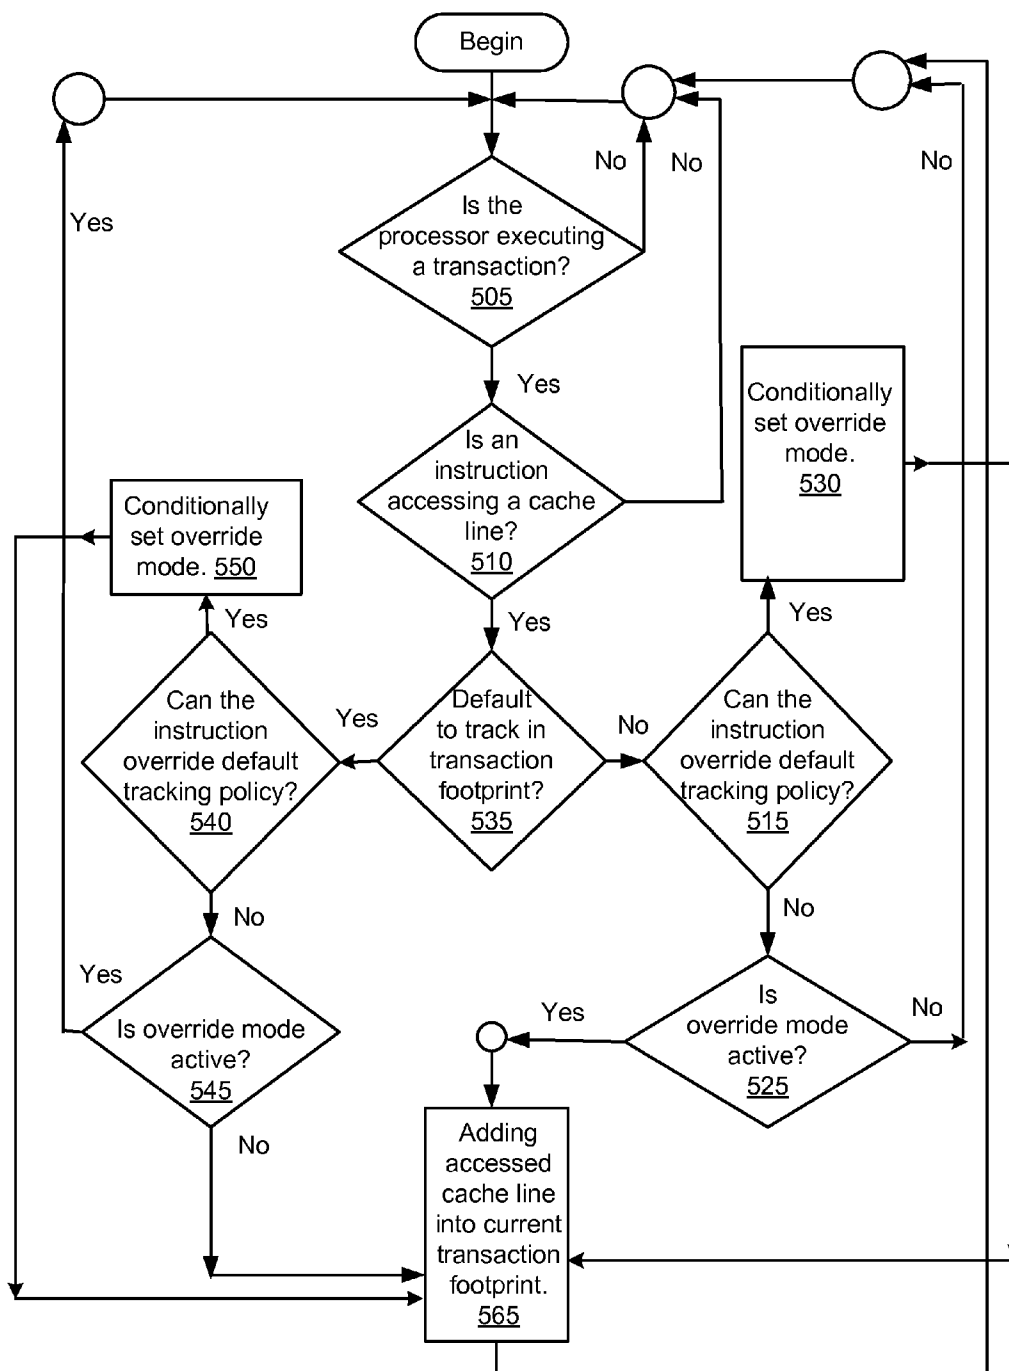 Begin
No
No
No
Yes
Is the
processor executing
a transaction?
505
Yes
Conditionally
set override
mode.
530
Is an
instruction
accessing a cache
line?
510
Conditionally
set override
mode. 550
Yes
Yes
Yes
Can the
instruction
override default
tracking policy?
540
Yes
Default
to track in
transaction
footprint?
535
No
Can the
instruction
override default
tracking policy?
515
No
No
Yes
Is override mode
active?
545
Yes
Is
override mode
active?
525
No
No
Adding
accessed
cache line
into current
transaction
footprint.
565